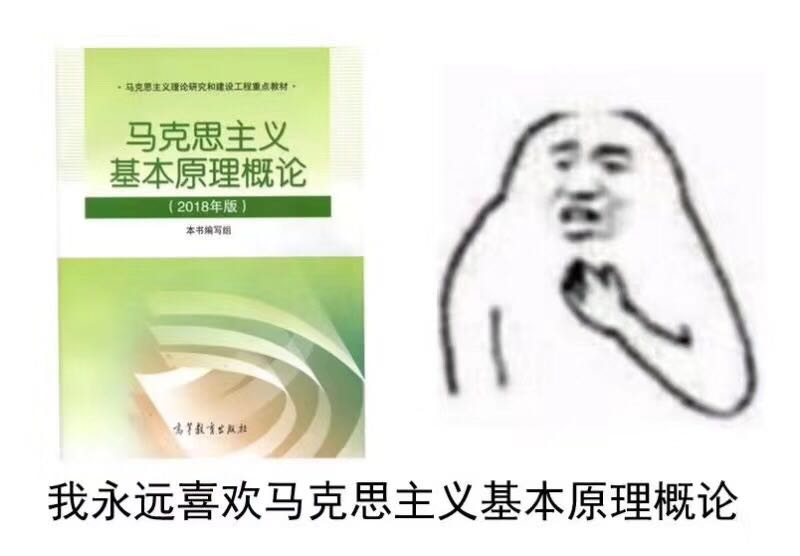 ·马克思主义理论研究和建设工程重点教材·
马克思主义
基本原理概论
（2018年版）
本书编写组
高等教育出版社
我永远喜欢马克思主义基本原理概论